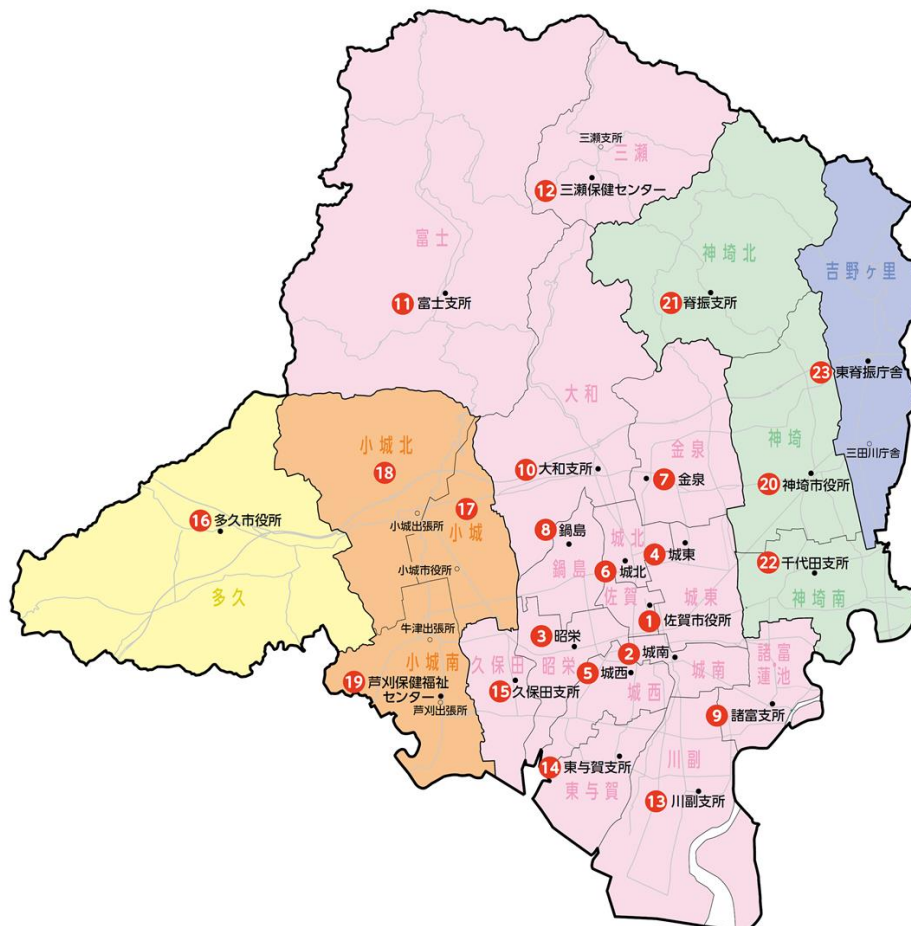 三瀬支所
三瀬
12 三瀬保健センター
富士
神埼北
吉野ヶ里
11 富士支所
21 脊振支所
23 東脊振庁舎
大和
小城北
金泉
神埼
三田川庁舎
18
10 大和支所
7 金泉
20 神埼市役所
17
16 多久市役所
小城出張所
小城
8 鍋島
城北
4 城東
小城市役所
鍋島
6 城北
22 千代田支所
多久
佐賀
城東
神埼南
1 佐賀市役所
牛津出張所
3 昭栄
小城南
久保田
昭栄
2 城南
城南
諸富
蓮池
19 芦刈保健福祉
センター
芦刈出張所
15 久保田支所
5 城西
城西
9 諸富支所
14 東与賀支所
川副
東与賀
13 川副支所